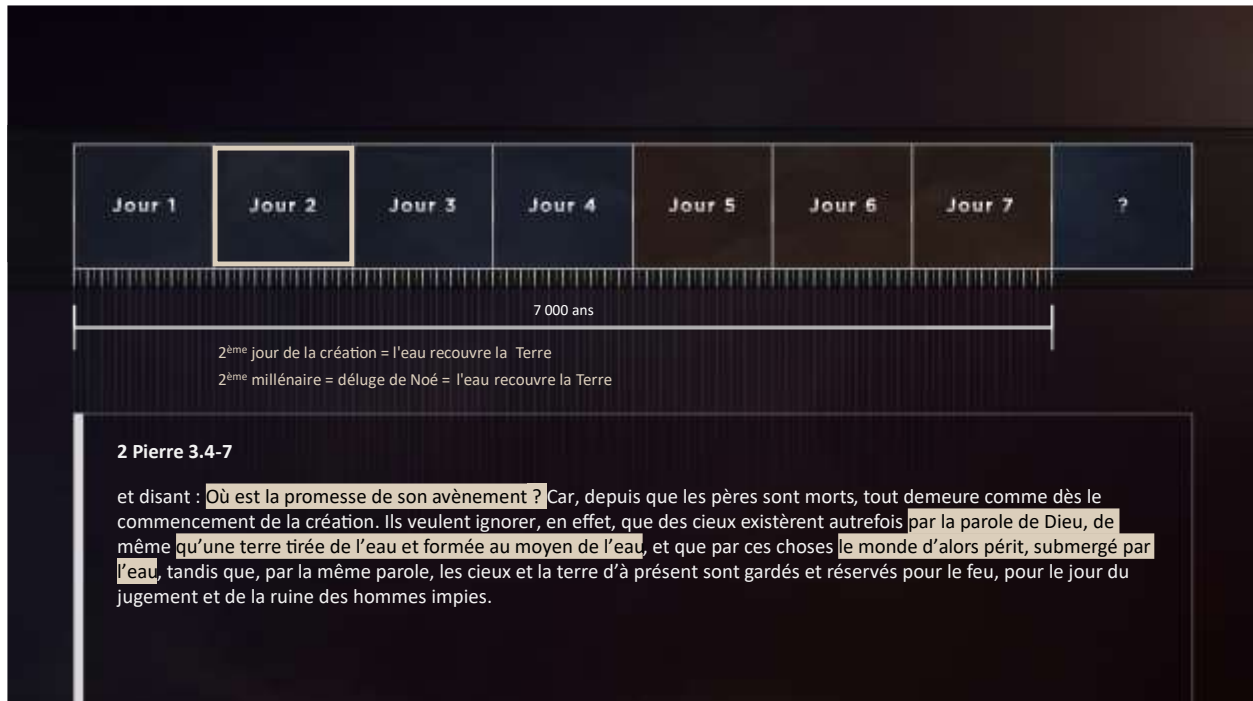 Jour 1 Jour 2 Jour 3 Jour 4 Jour 5 Jour 6 Jour 7 ?
7 000 ans
2ème jour de la création = l'eau recouvre la Terre
2ème millénaire = déluge de Noé = l'eau recouvre la Terre
2 Pierre 3.4-7
et disant : Où est la promesse de son avènement ? Car, depuis que les pères sont morts, tout demeure comme dès le
commencement de la création. Ils veulent ignorer, en effet, que des cieux existèrent autrefois par la parole de Dieu, de
même qu’une terre tirée de l’eau et formée au moyen de l’eau, et que par ces choses le monde d’alors périt, submergé par
l’eau, tandis que, par la même parole, les cieux et la terre d’à présent sont gardés et réservés pour le feu, pour le jour du
jugement et de la ruine des hommes impies.